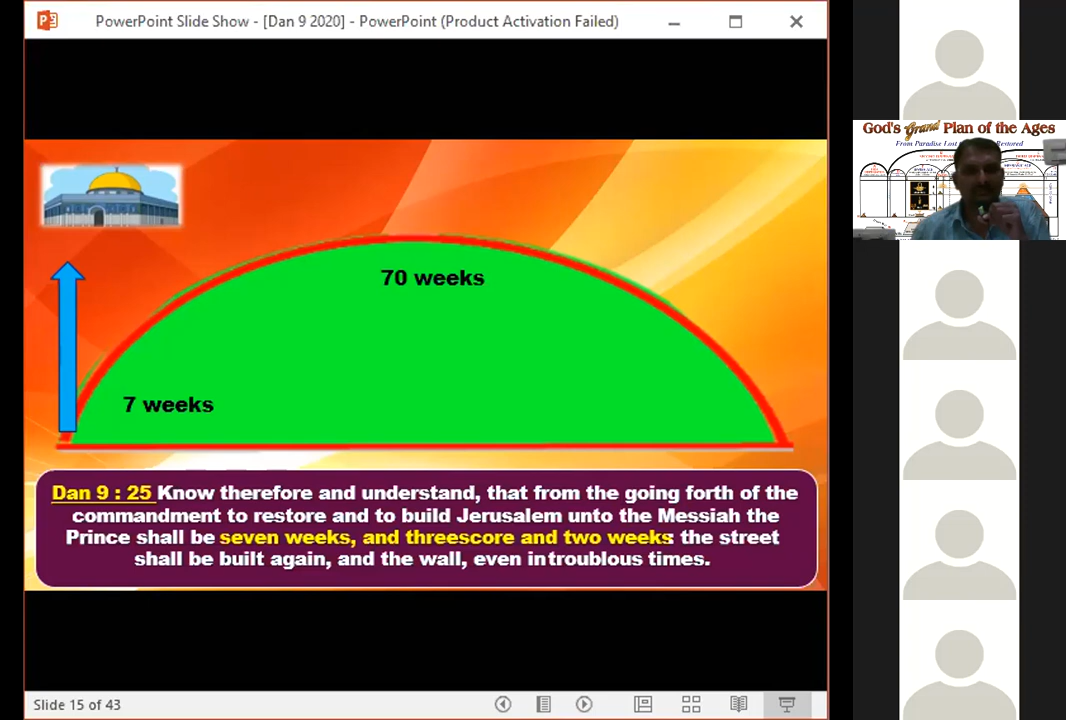 PowerPoint Slide Show - [Dan 9 2020] - PowerPoint (Product Activation Failed)
God's Grand Plan of the Ages
From Paradise Lost
Restored
70 weeks
7 weeks
Dan 9 : 25 Know therefore and understand, that from the going forth of the
commandment to restore and to build Jerusalem unto the Messiah the
Prince shall be seven weeks, and threescore and two weeks: the street
shall be built again, and the wall, even in troublous times.
Slide 15 of 43